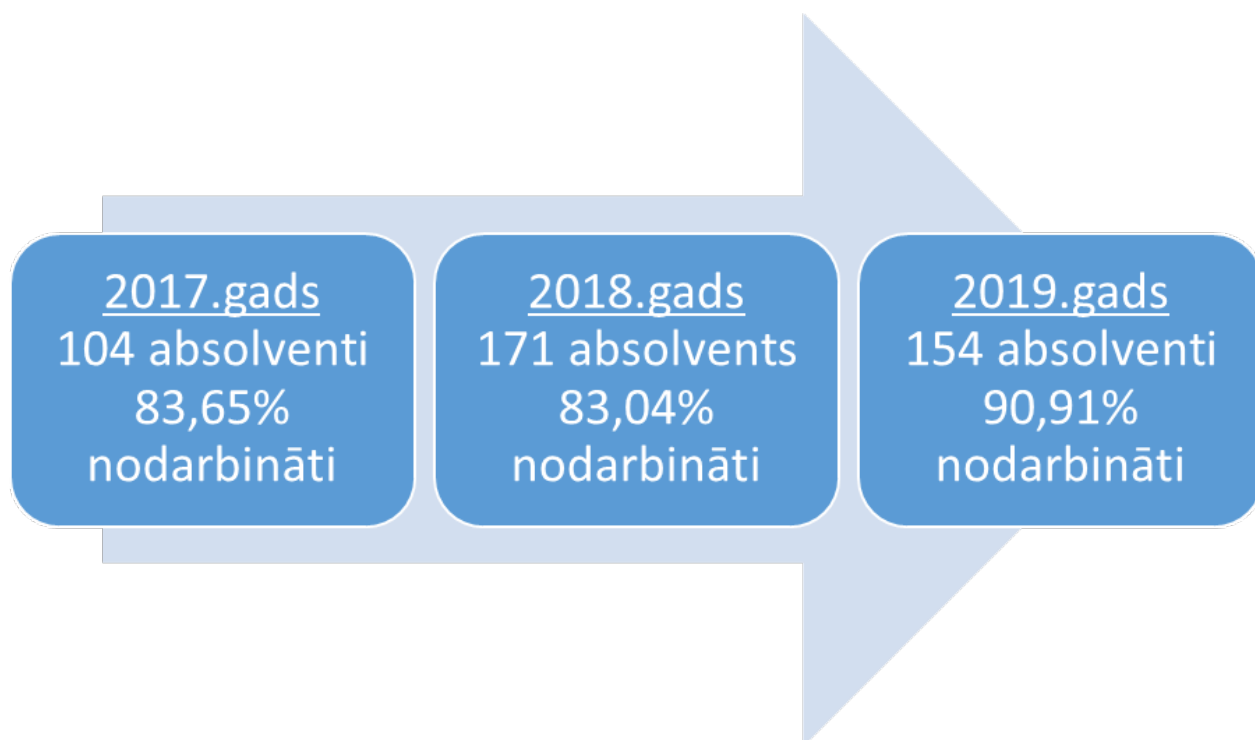 2017.gads
104 absolventi
83,65%
nodarbināti
2018.gads
171 absolvents
83,04%
nodarbināti
2019.gads
154 absolventi
90,91%
nodarbināti